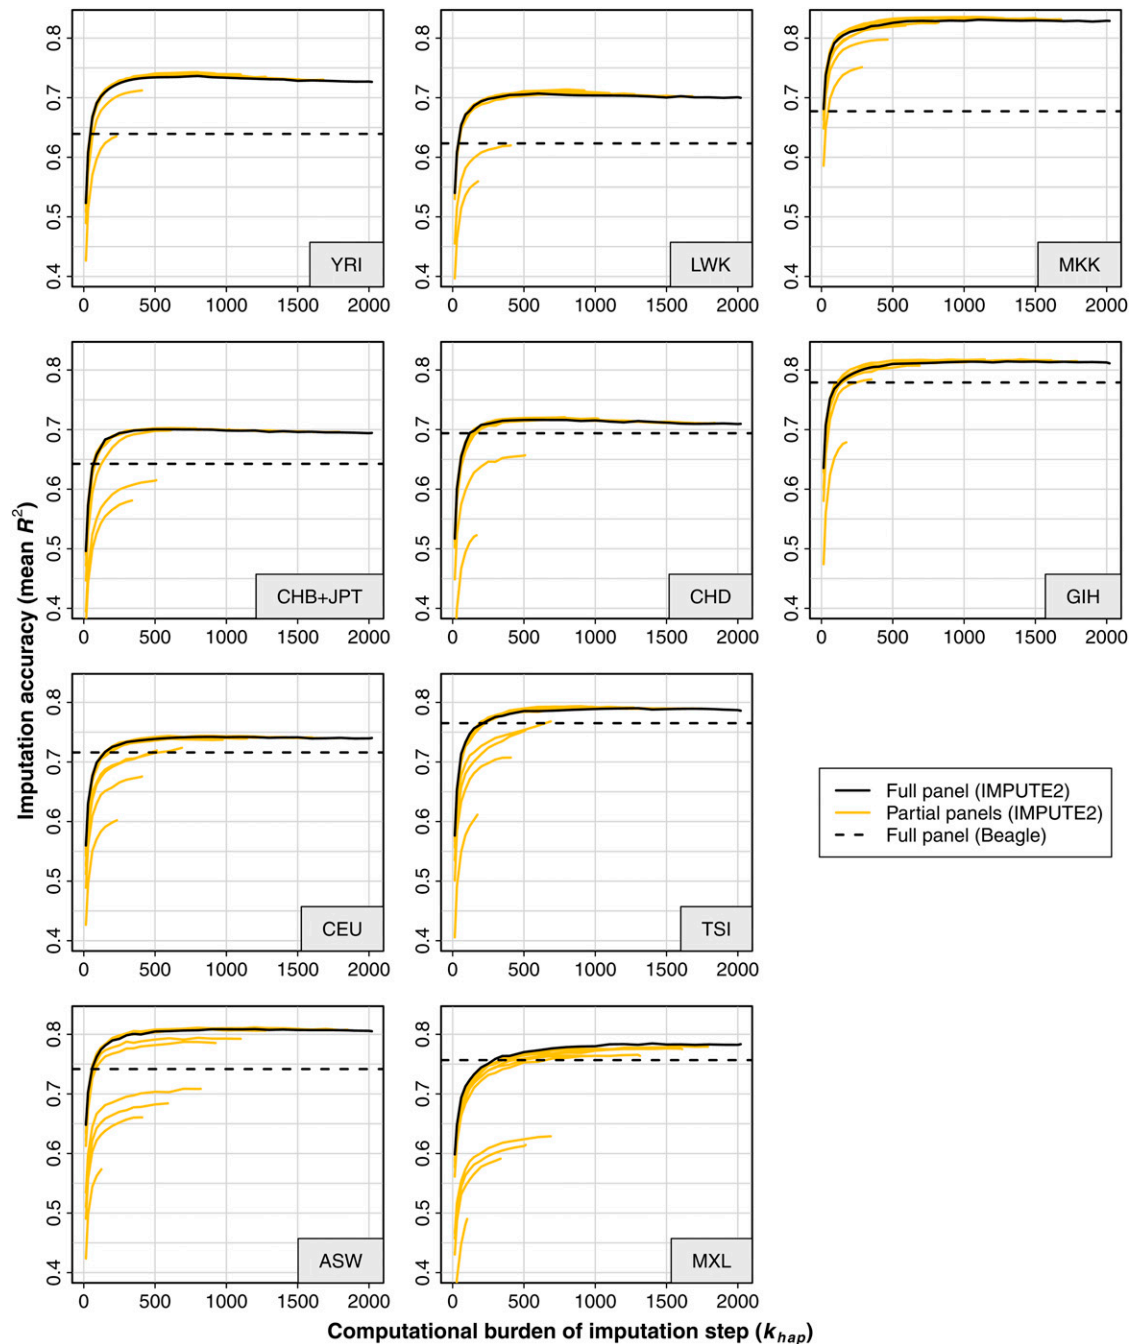 Imputation accuracy (mean R²)
0.4 0.5 0.6 0.7 0.8
0 500 1000 1500 2000
YRI
0.4 0.5 0.6 0.7 0.8
0 500 1000 1500 2000
LWK
0.4 0.5 0.6 0.7 0.8
0 500 1000 1500 2000
MKK
0.4 0.5 0.6 0.7 0.8
0 500 1000 1500 2000
CHB+JPT
0.4 0.5 0.6 0.7 0.8
0 500 1000 1500 2000
CHD
0.4 0.5 0.6 0.7 0.8
0 500 1000 1500 2000
GIH
0.4 0.5 0.6 0.7 0.8
0 500 1000 1500 2000
CEU
0.4 0.5 0.6 0.7 0.8
0 500 1000 1500 2000
TSI
Full panel (IMPUTE2)
Partial panels (IMPUTE2)
Full panel (Beagle)
0.4 0.5 0.6 0.7 0.8
0 500 1000 1500 2000
ASW
0.4 0.5 0.6 0.7 0.8
0 500 1000 1500 2000
MXL
Computational burden of imputation step (k_hap)